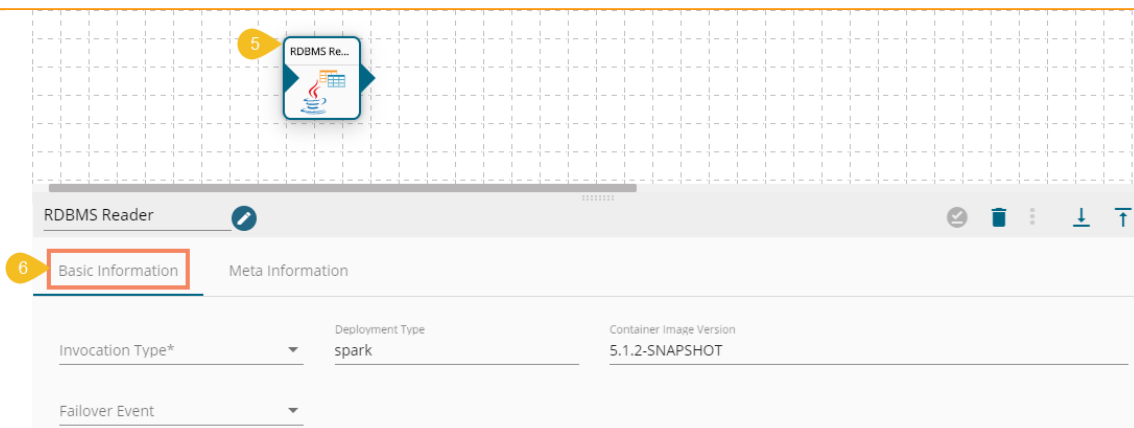 5
RDBMS Re...
RDBMS Reader
6
Basic Information
Meta Information
Deployment Type
Container Image Version
Invocation Type*
spark
5.1.2-SNAPSHOT
Failover Event